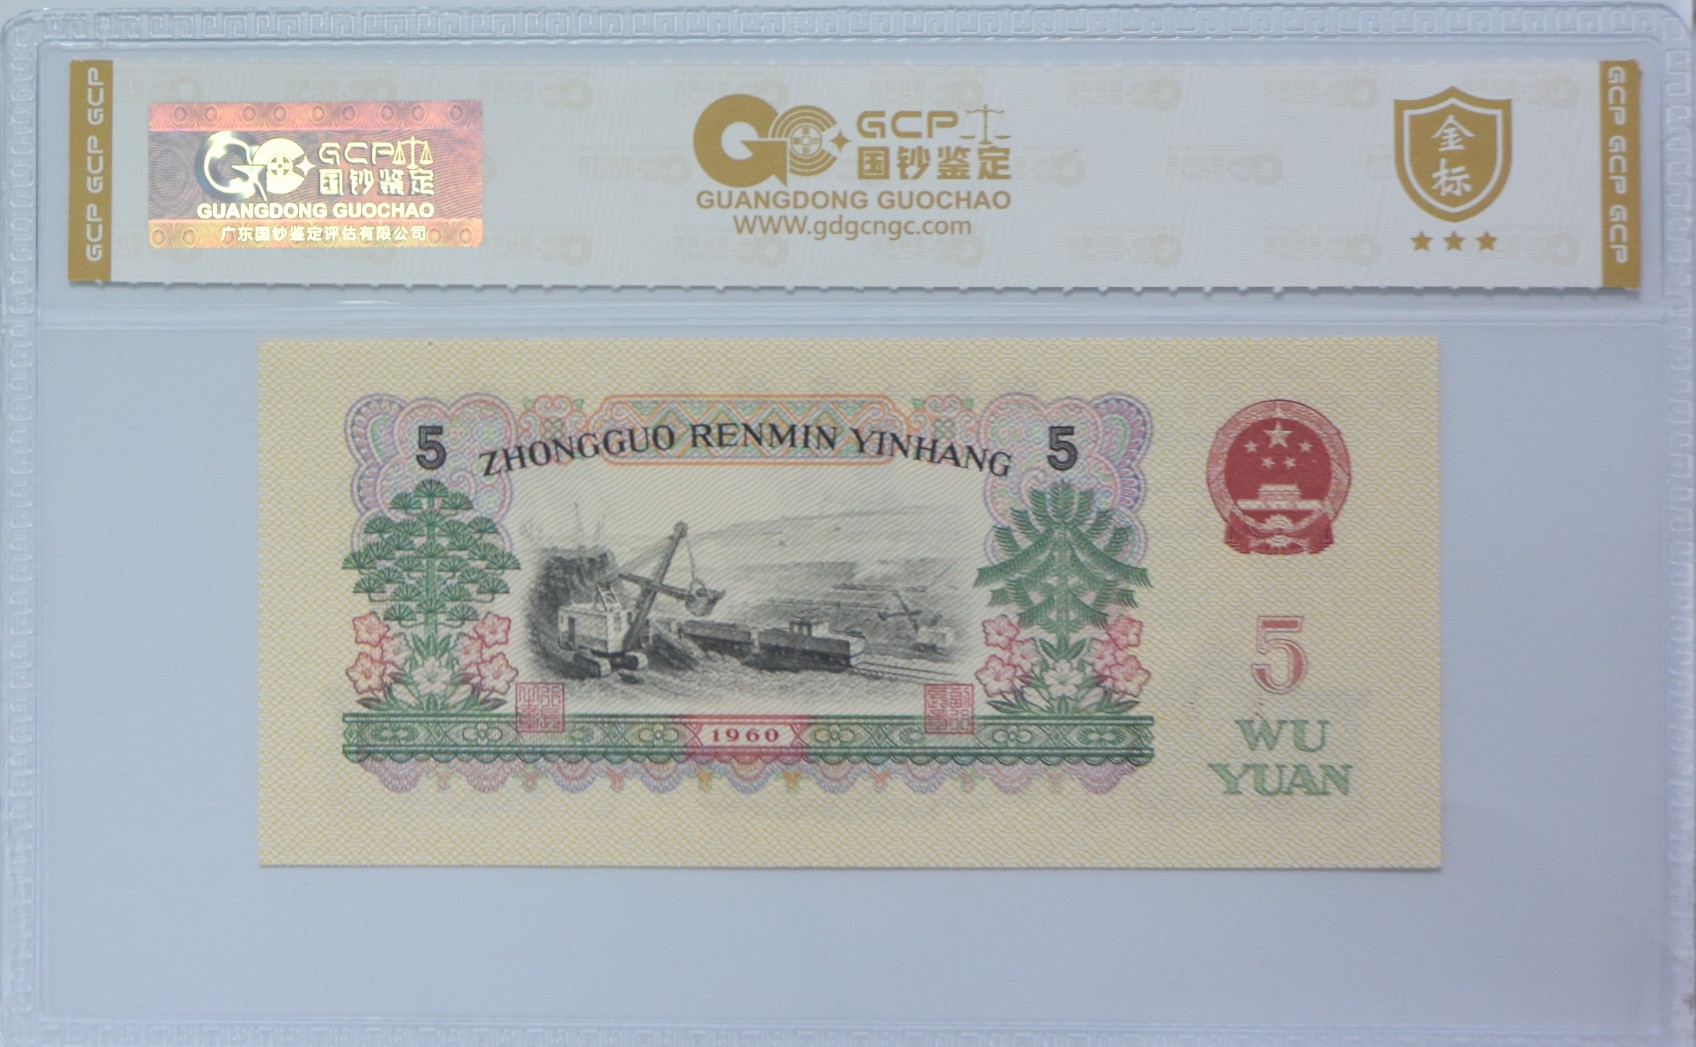 GCP GCP GCP
GCP
国钞鉴定
GUANGDONG GUOCHAO
广东国钞鉴定评估有限公司
GCP
国钞鉴定
GUANGDONG GUOCHAO
WWW.gdgcngc.com
金
标
GCP GCP GCP
5
ZHONGGUO RENMIN YINHANG
5
1960
5
WU
YUAN